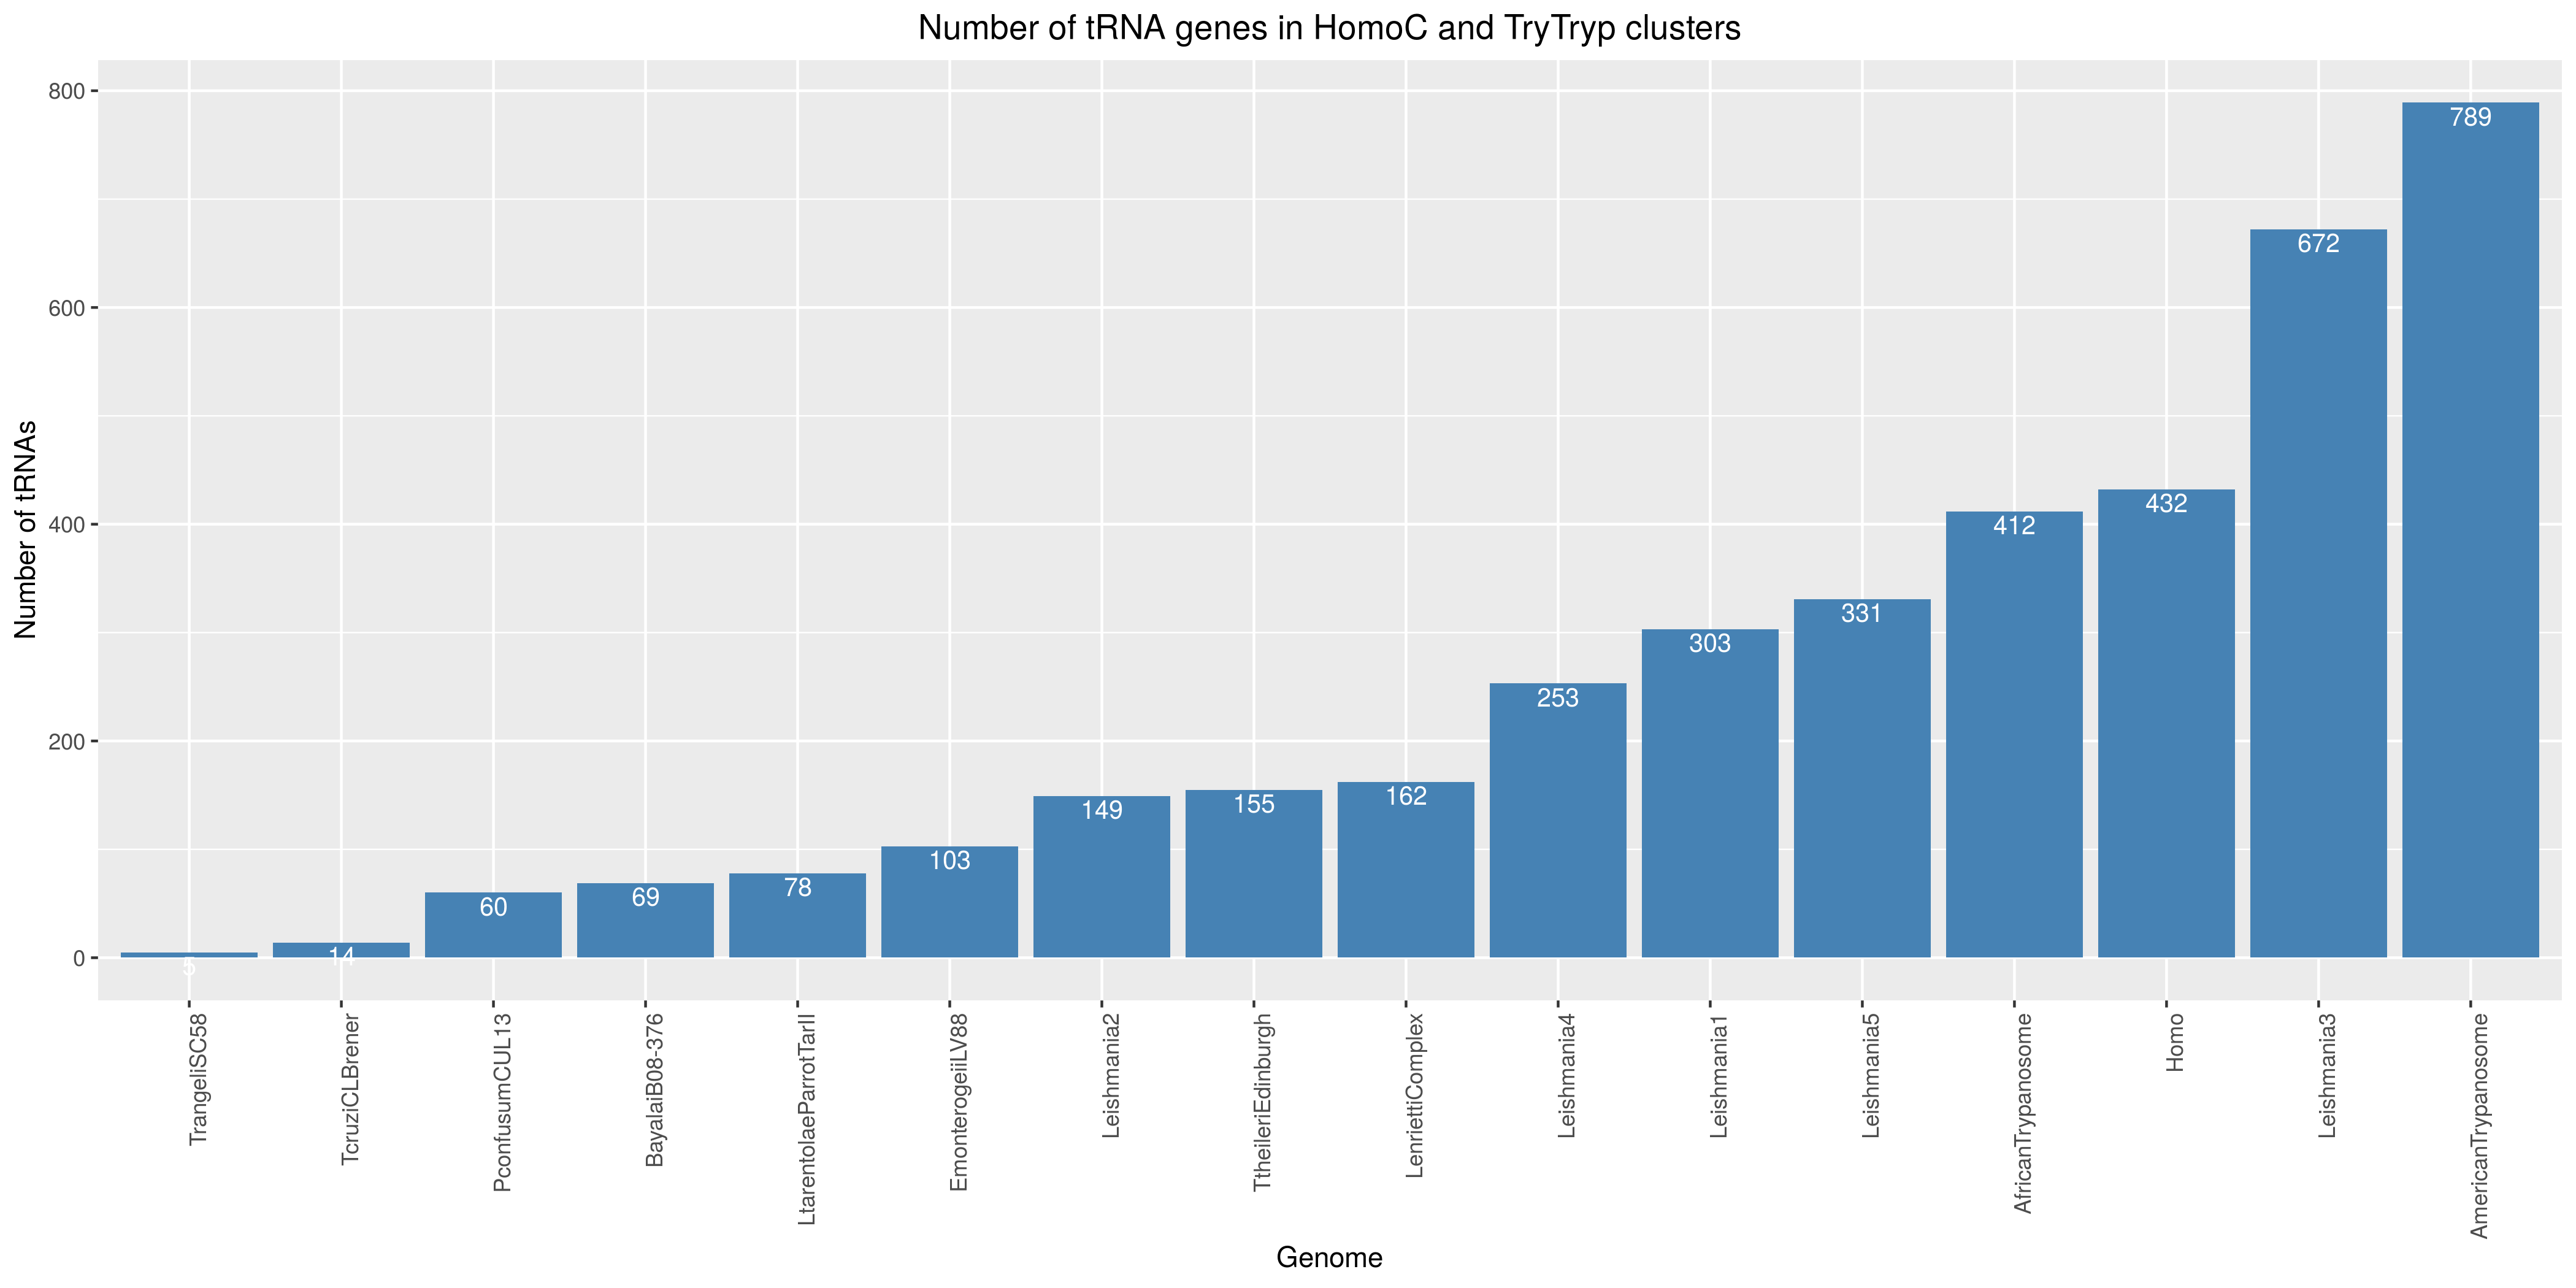 Number of tRNA genes in HomoC and TryTryp clusters
Number of tRNAs
800
600
400
200
0
5
14
60
69
78
103
149
155
162
253
303
331
412
432
672
789
TrangeliSC58
TcruziCLBrener
PconfusumCUL13
BayalaiB08-376
LtarentolaeParrotTarII
EmonterogeiiLV88
Leishmania2
TtheileriEdinburgh
LenriettiComplex
Leishmania4
Leishmania1
Leishmania5
AfricanTrypanosome
Homo
Leishmania3
AmericanTrypanosome
Genome